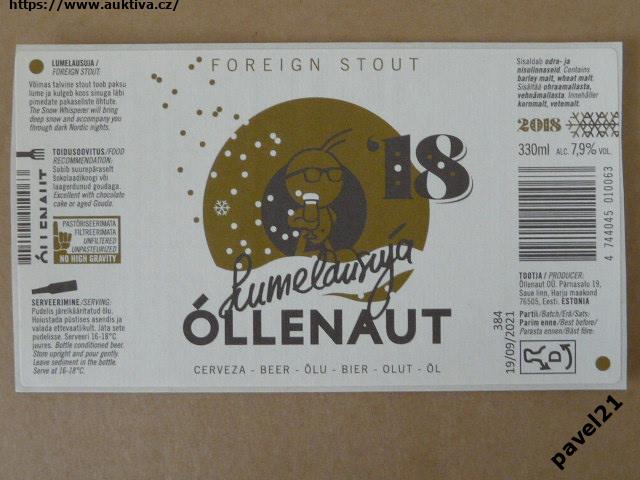 https://www.auktiva.cz/
LUMELAUSUJA /
FOREIGN STOUT
Võimas talvine stout toob paksu
lume ja kulgeb koos sinuga läbi
pimedate pakaseliste õhtute.
The Snow Whisperer will bring
deep snow and accompany you
through dark Nordic nights.
TOIDUSOOVITUS/FOOD
RECOMMENDATION:
Sobib suurepäraselt
šokolaadikoogi või
laagerdunud goudaga.
Excellent with chocolate
cake or aged Gouda.
ÕLLENAUT
PASTÖRISEERIMATA
FILTREERIMATA
UNFILTERED
UNPASTEURIZED
NO HIGH GRAVITY
SERVEERIMINE/SERVING:
Pudelis järelkääritatud õlu.
Hoiustada püstises asendis ja
valada ettevaatlikult. Jäta sete
pudelisse. Serveeri 16-18°C
juures. Bottle conditioned beer.
Store upright and pour gently.
Leave sediment in the bottle.
Serve at 16-18°C.
FOREIGN STOUT
'18
Lumelausuja
ÕLLENAUT
CERVEZA - BEER - ÕLU - BIER - OLUT - ÖL
Sisaldab odra- ja
nisulinnaseid. Contains
barley malt, wheat malt.
Sisältää ohraamallasta,
vehnämallasta. Innehåller
kornmalt, vetemalt.
2018
330ml ALC. 7,9% VOL.
4 744045 010063
TOOTJA / PRODUCER:
Õllenaut OÜ. Pärnasalu 19,
Saue linn, Harju maakond
76505, Eesti. ESTONIA
Partii/Batch/Erä/Sats:
Parim enne/Best before/
Parasta ennen/Bäst före:
384
19/09/2021
D
pavel21